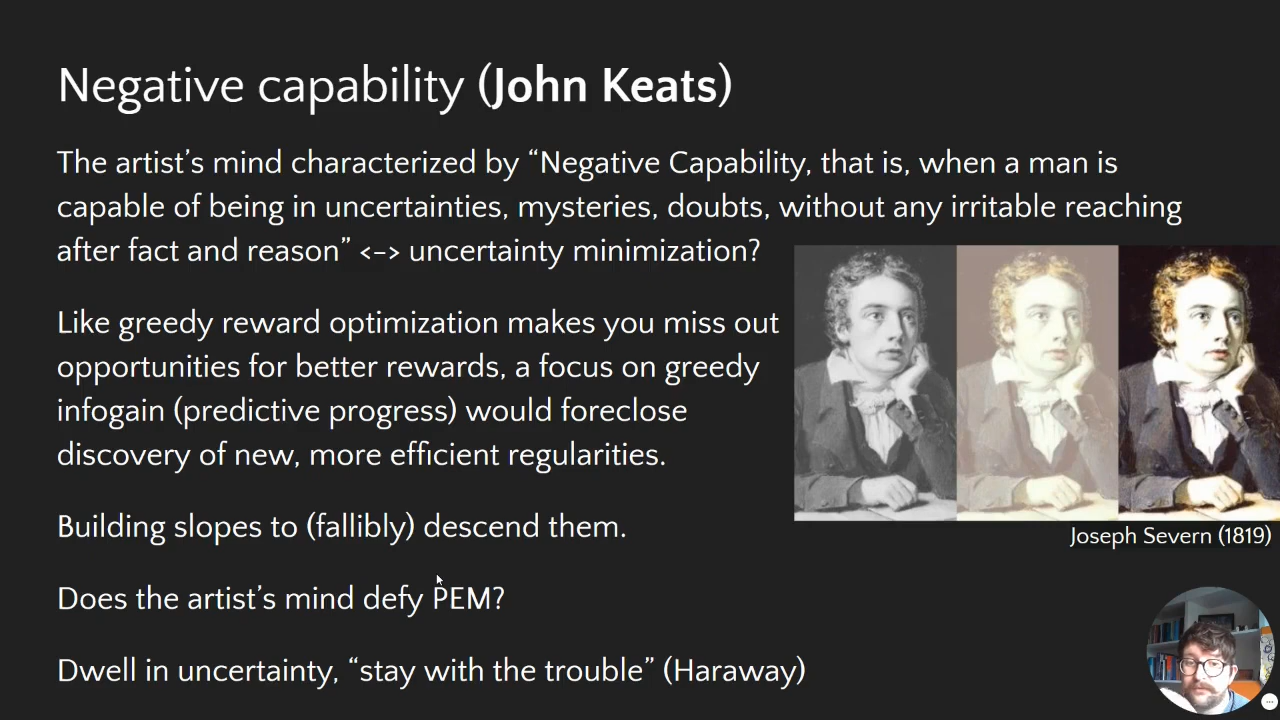 Negative capability (John Keats)
The artist’s mind characterized by “Negative Capability, that is, when a man is
capable of being in uncertainties, mysteries, doubts, without any irritable reaching
after fact and reason” <-> uncertainty minimization?
Like greedy reward optimization makes you miss out
opportunities for better rewards, a focus on greedy
infogain (predictive progress) would foreclose
discovery of new, more efficient regularities.
Joseph Severn (1819)
Building slopes to (fallibly) descend them.
Does the artist’s mind defy PEM?
Dwell in uncertainty, “stay with the trouble” (Haraway)